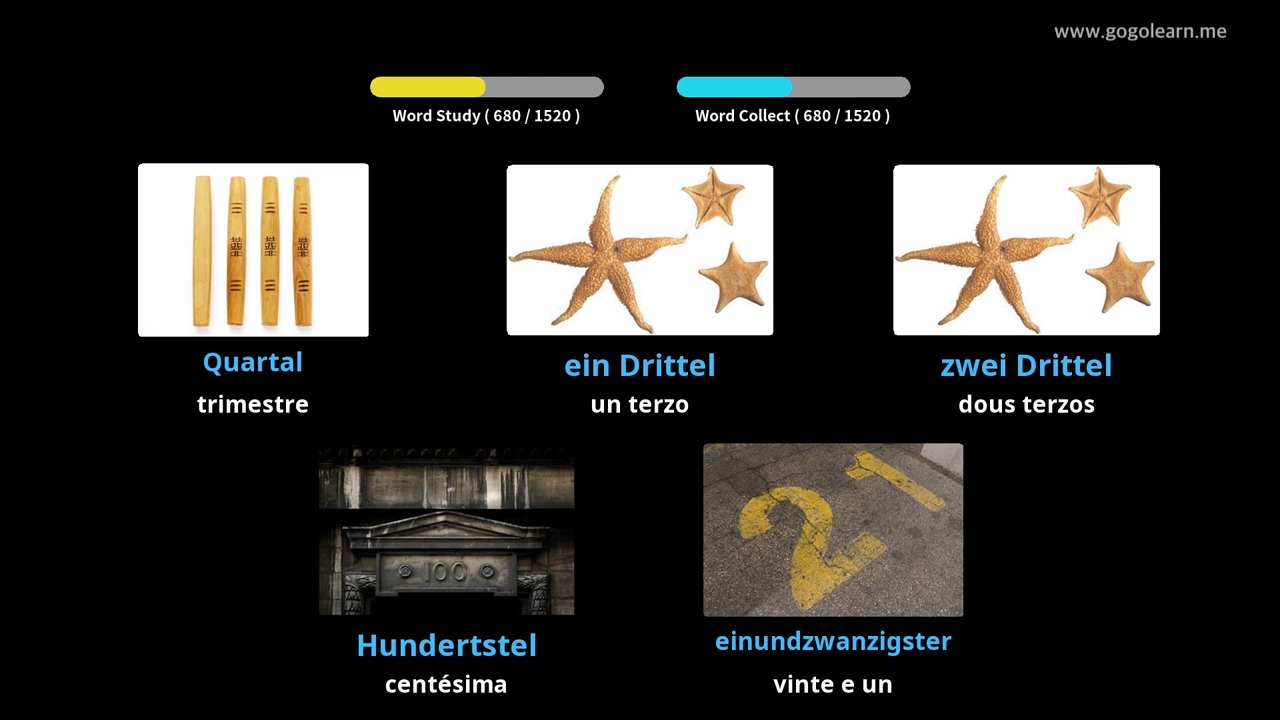 www.gogolearn.me
Word Study ( 680 / 1520 )
Word Collect ( 680 / 1520 )
Quartal
trimestre
ein Drittel
un terzo
zwei Drittel
dous terzos
100
Hundertstel
centésima
21
einundzwanzigster
vinte e un